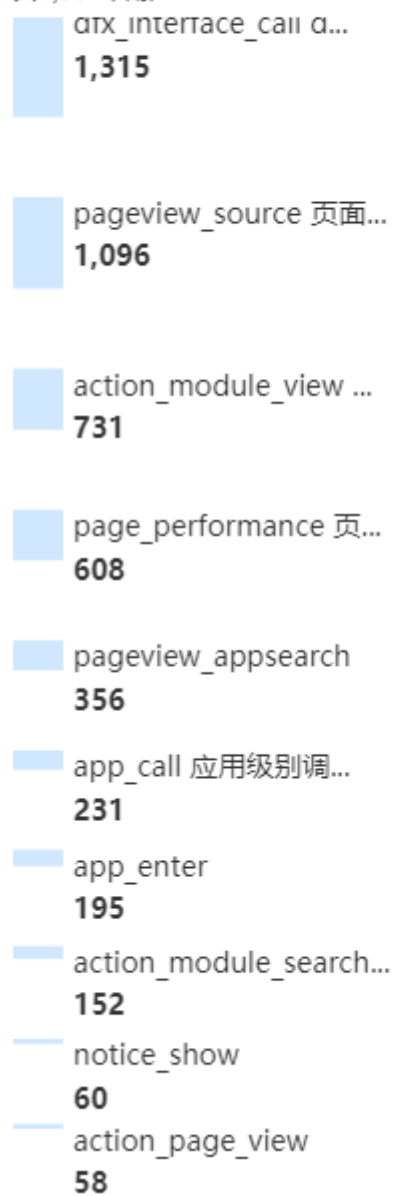 dfx_interface_call d...
1,315
pageview_source 页面...
1,096
action_module_view ...
731
page_performance 页...
608
pageview_appsearch
356
app_call 应用级别调...
231
app_enter
195
action_module_search...
152
notice_show
60
action_page_view
58